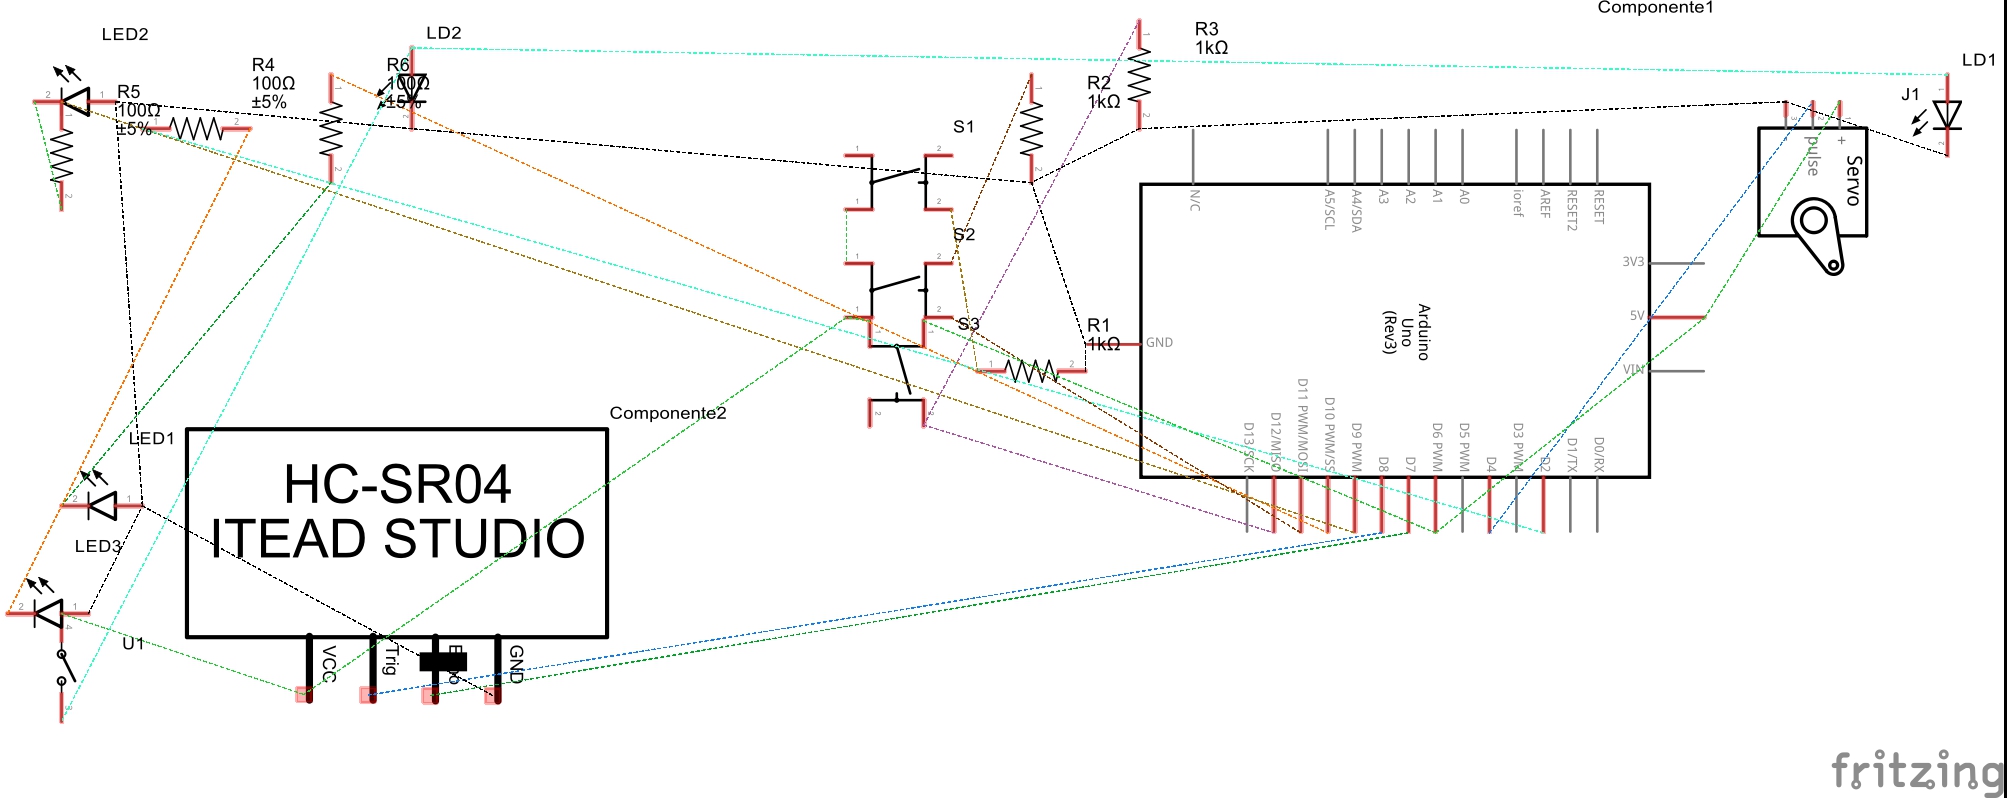 Componente1
LED2
LD2
R3
1kΩ
LD1
R4
100Ω
±5%
R6
100Ω
±5%
R5
100Ω
±5%
R2
1kΩ
J1
S1
pulse
+
Servo
N/C
A5/SCL
A4/SDA
A3
A2
A1
A0
ioref
AREF
RESET2
RESET
S2
3V3
S3
R1
1kΩ
GND
Arduino
Uno
(Rev3)
5V
VIN
Componente2
D13/SCK
D12/MISO
D11 PWM/MOSI
D10 PWM/SS
D9 PWM
D8
D7
D6 PWM
D5 PWM
D4
D3 PWM
D2
D1/TX
D0/RX
LED1
HC-SR04
ITEAD STUDIO
LED3
U1
VCC
Trig
GND
fritzing